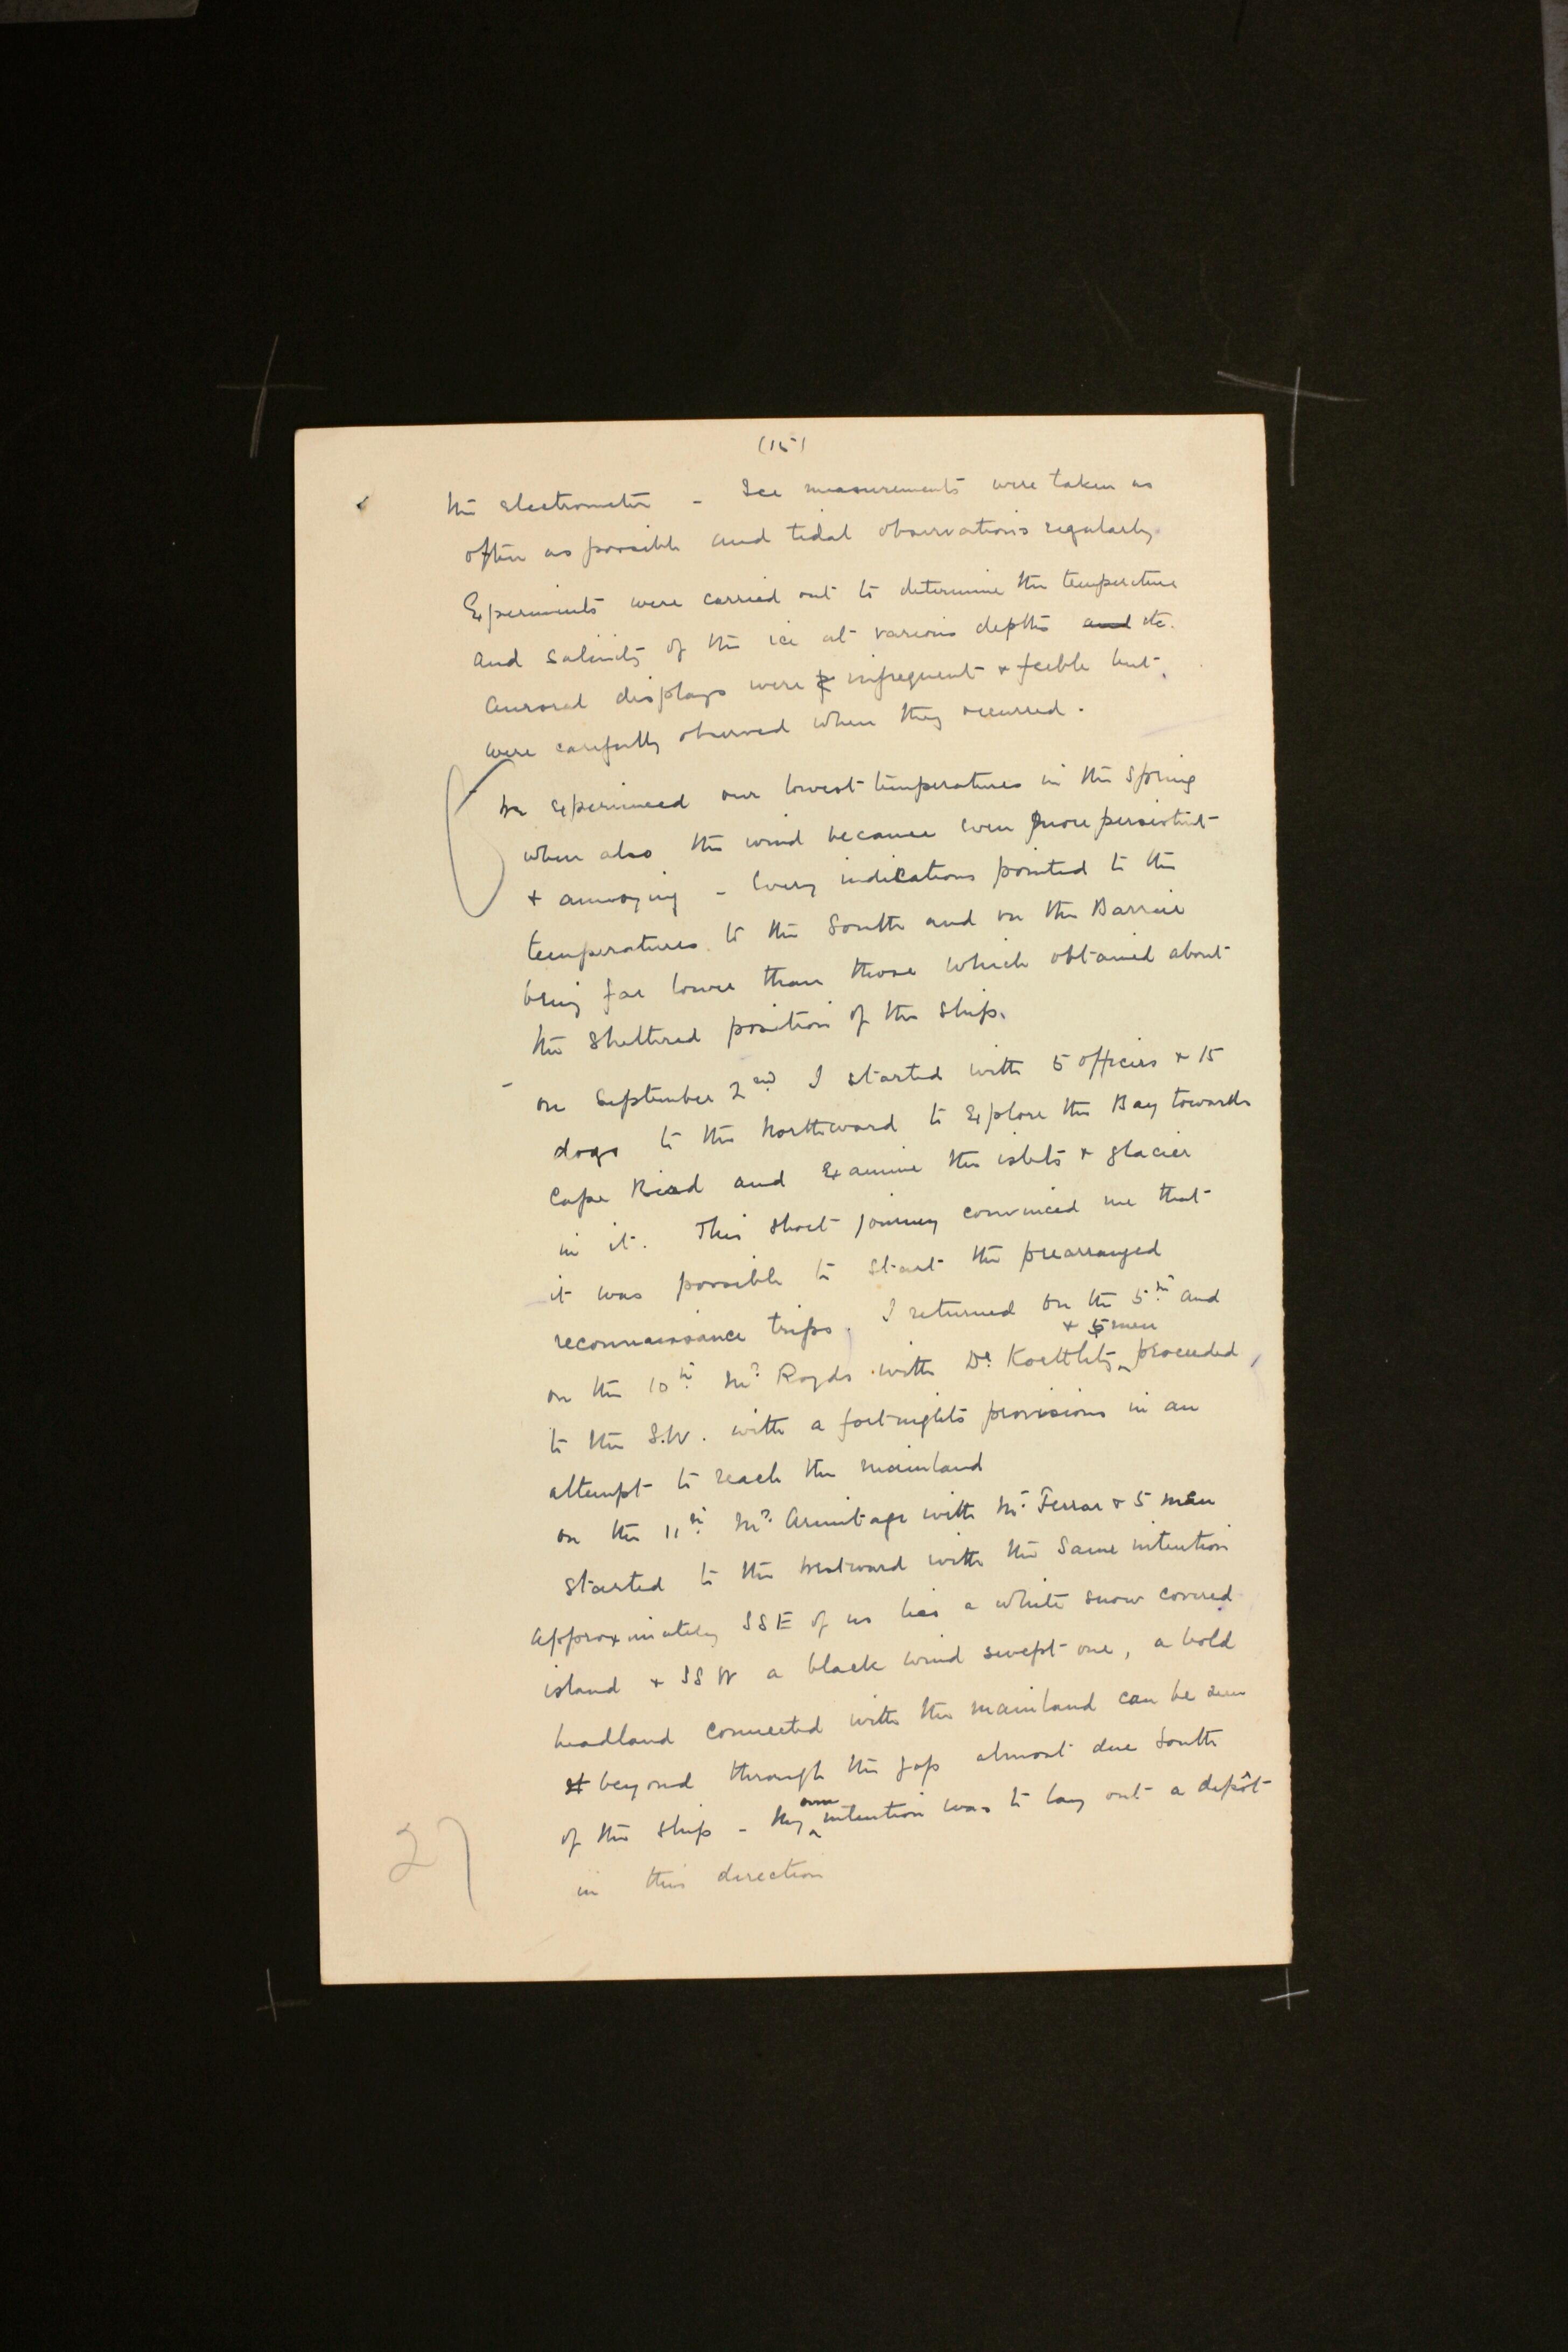 (15)
the electrometer - Ice measurements were taken as
often as possible and tidal observations regularly
Experiments were carried out to determine the temperature
and salinity of the ice at various depths and etc.
Auroral displays were infrequent & feeble but
were carefully observed when they occurred.
We experienced our lowest temperatures in the spring
when also the wind became even more persistent
& annoying - Every indications pointed to the
temperatures to the South and on the Barrier
being far lower than those which obtained about
the sheltered position of the ship.
On September 2nd I started with 5 officers & 15
dogs to the Northward to explore the Bay towards
Cape Bird and examine the islets & glacier
in it. This short journey convinced me that
it was possible to start the prearranged
reconnaissance trips. I returned on the 5th and
& 5 men
on the 10th Mr Royds with Dr Koettlitz proceeded
to the S.W. with a fortnights provisions in an
attempt to reach the mainland
on the 11th Mr Armitage with Mr Ferrar & 5 men
started to the Westward with the same intention
Approximately SSE of us lies a white snow covered
island & SSW a black wind swept one, a bold
headland connected with the mainland can be seen
beyond through the gap almost due South
own
of the ship - My intention was to lay out a depôt
in this direction
27